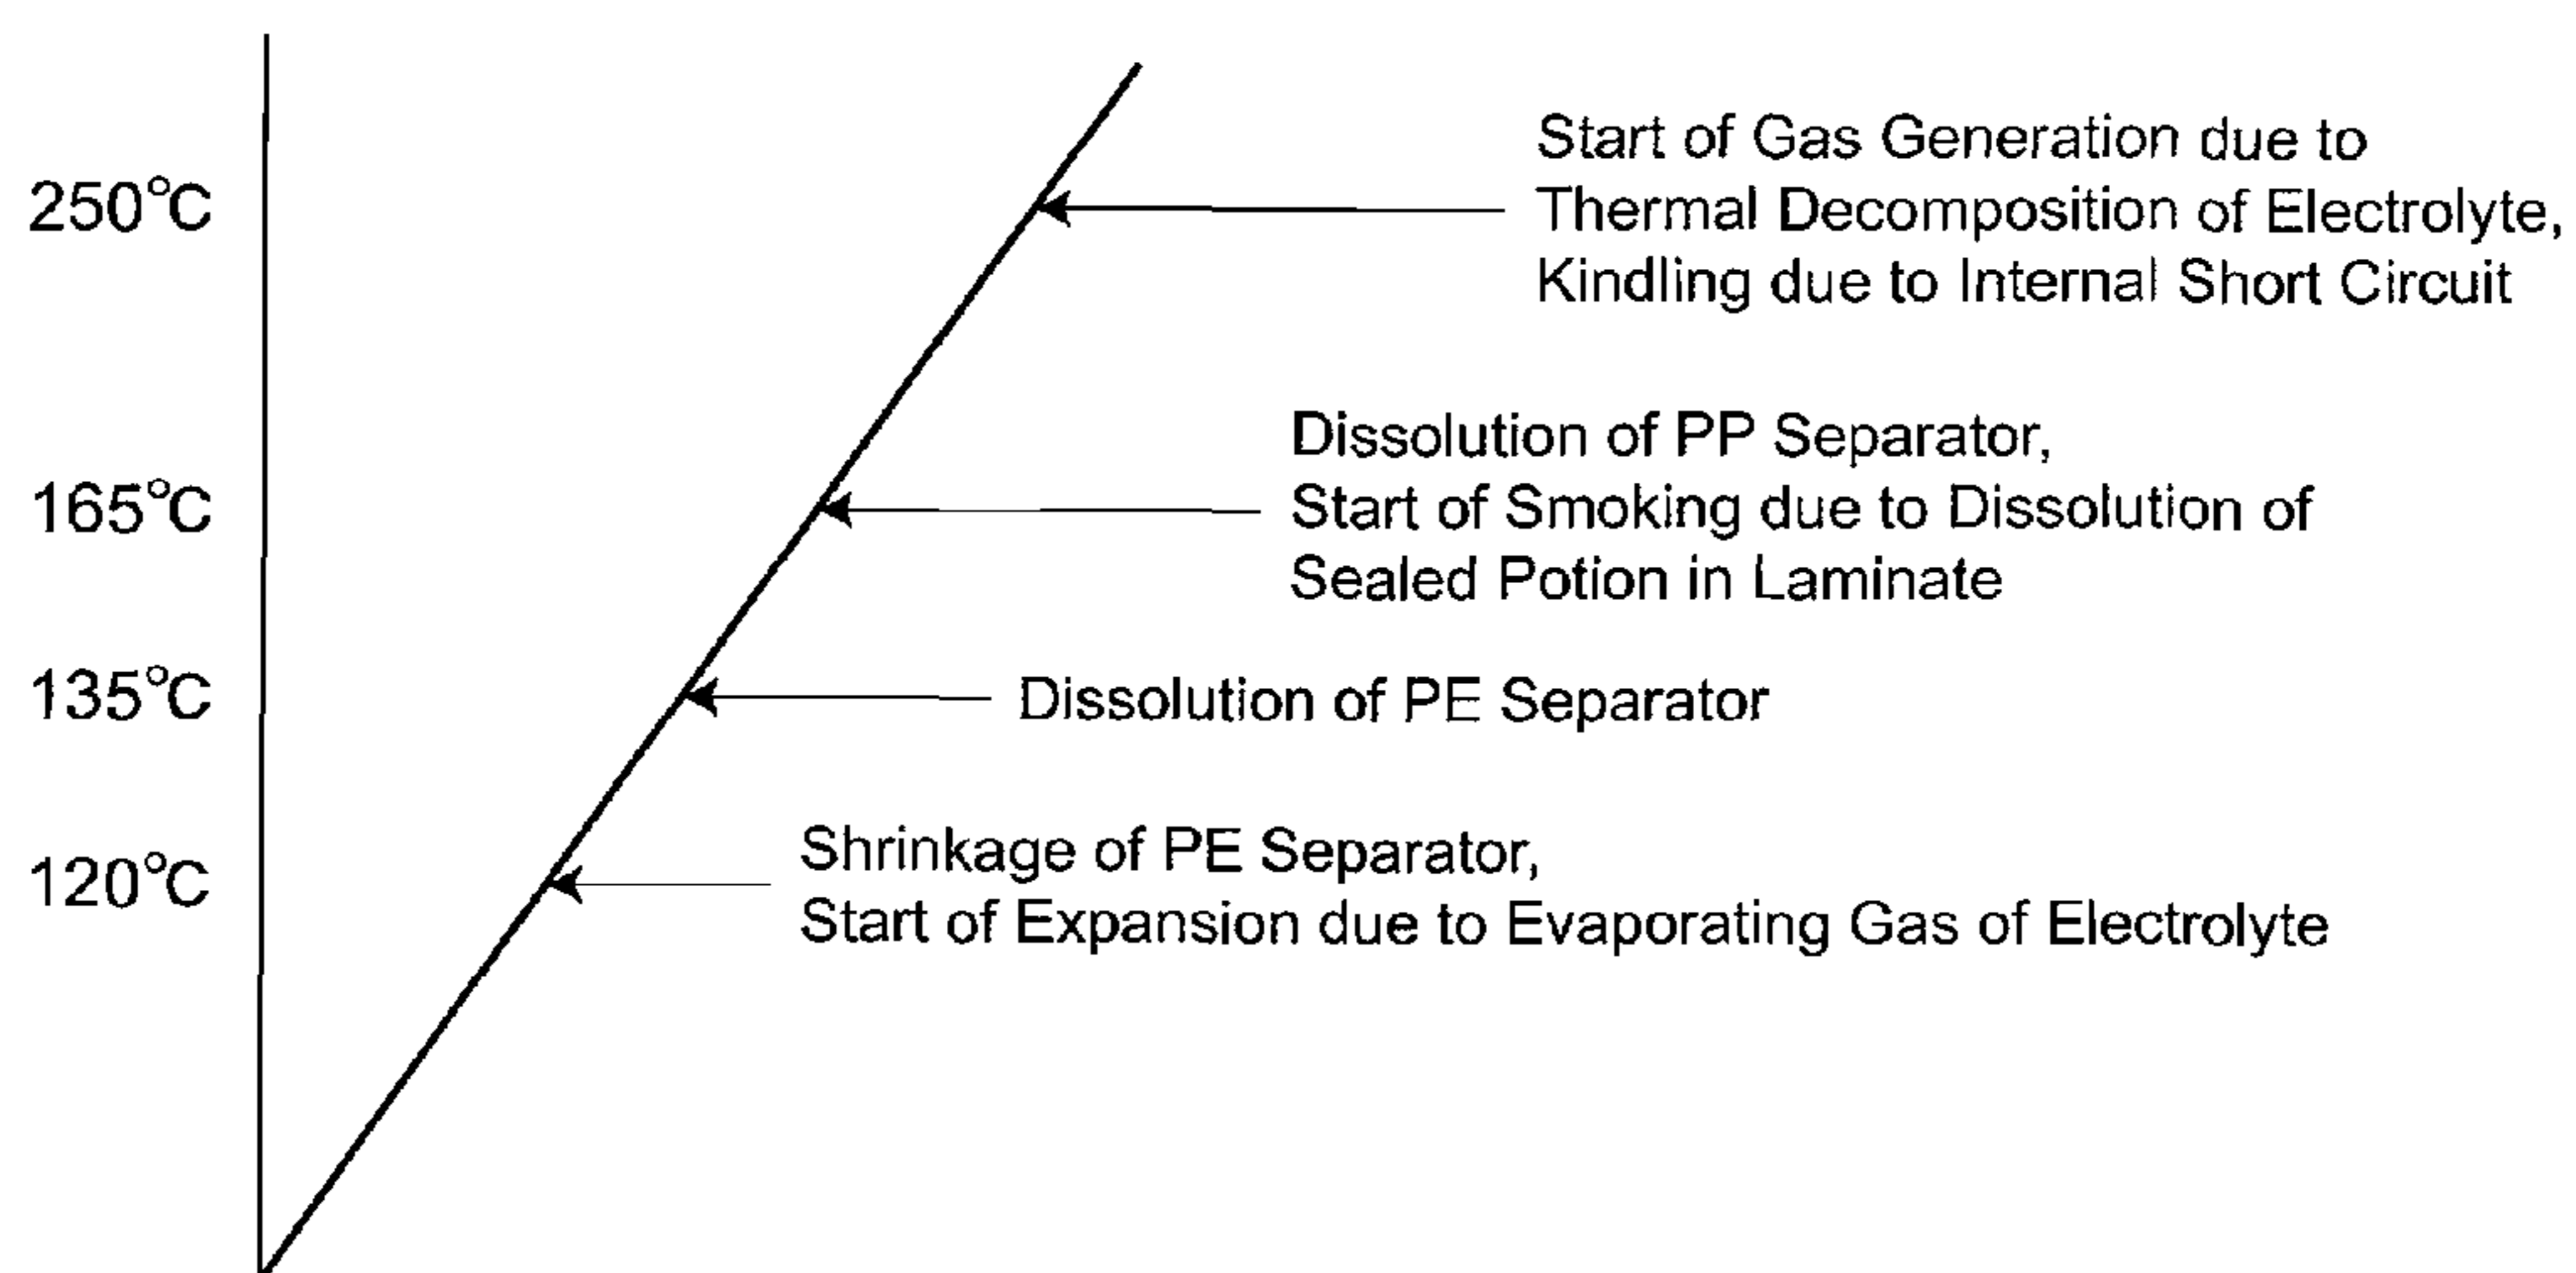 250°C
Start of Gas Generation due to
Thermal Decomposition of Electrolyte,
Kindling due to Internal Short Circuit
165°C
Dissolution of PP Separator,
Start of Smoking due to Dissolution of
Sealed Potion in Laminate
135°C
Dissolution of PE Separator
120°C
Shrinkage of PE Separator,
Start of Expansion due to Evaporating Gas of Electrolyte